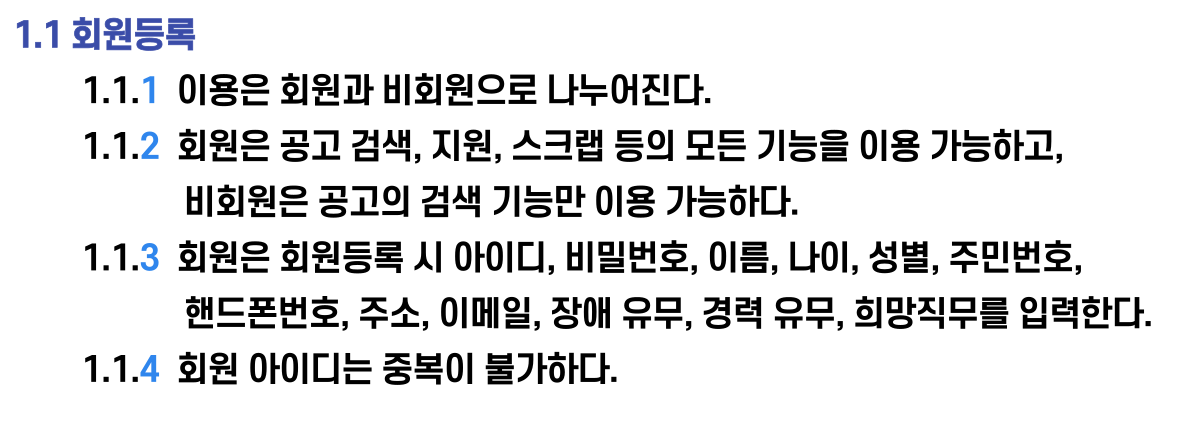 1.1 회원등록
1.1.1 이용은 회원과 비회원으로 나누어진다.
1.1.2 회원은 공고 검색, 지원, 스크랩 등의 모든 기능을 이용 가능하고,
비회원은 공고의 검색 기능만 이용 가능하다.
1.1.3 회원은 회원등록 시 아이디, 비밀번호, 이름, 나이, 성별, 주민번호,
핸드폰번호, 주소, 이메일, 장애 유무, 경력 유무, 희망직무를 입력한다.
1.1.4 회원 아이디는 중복이 불가하다.